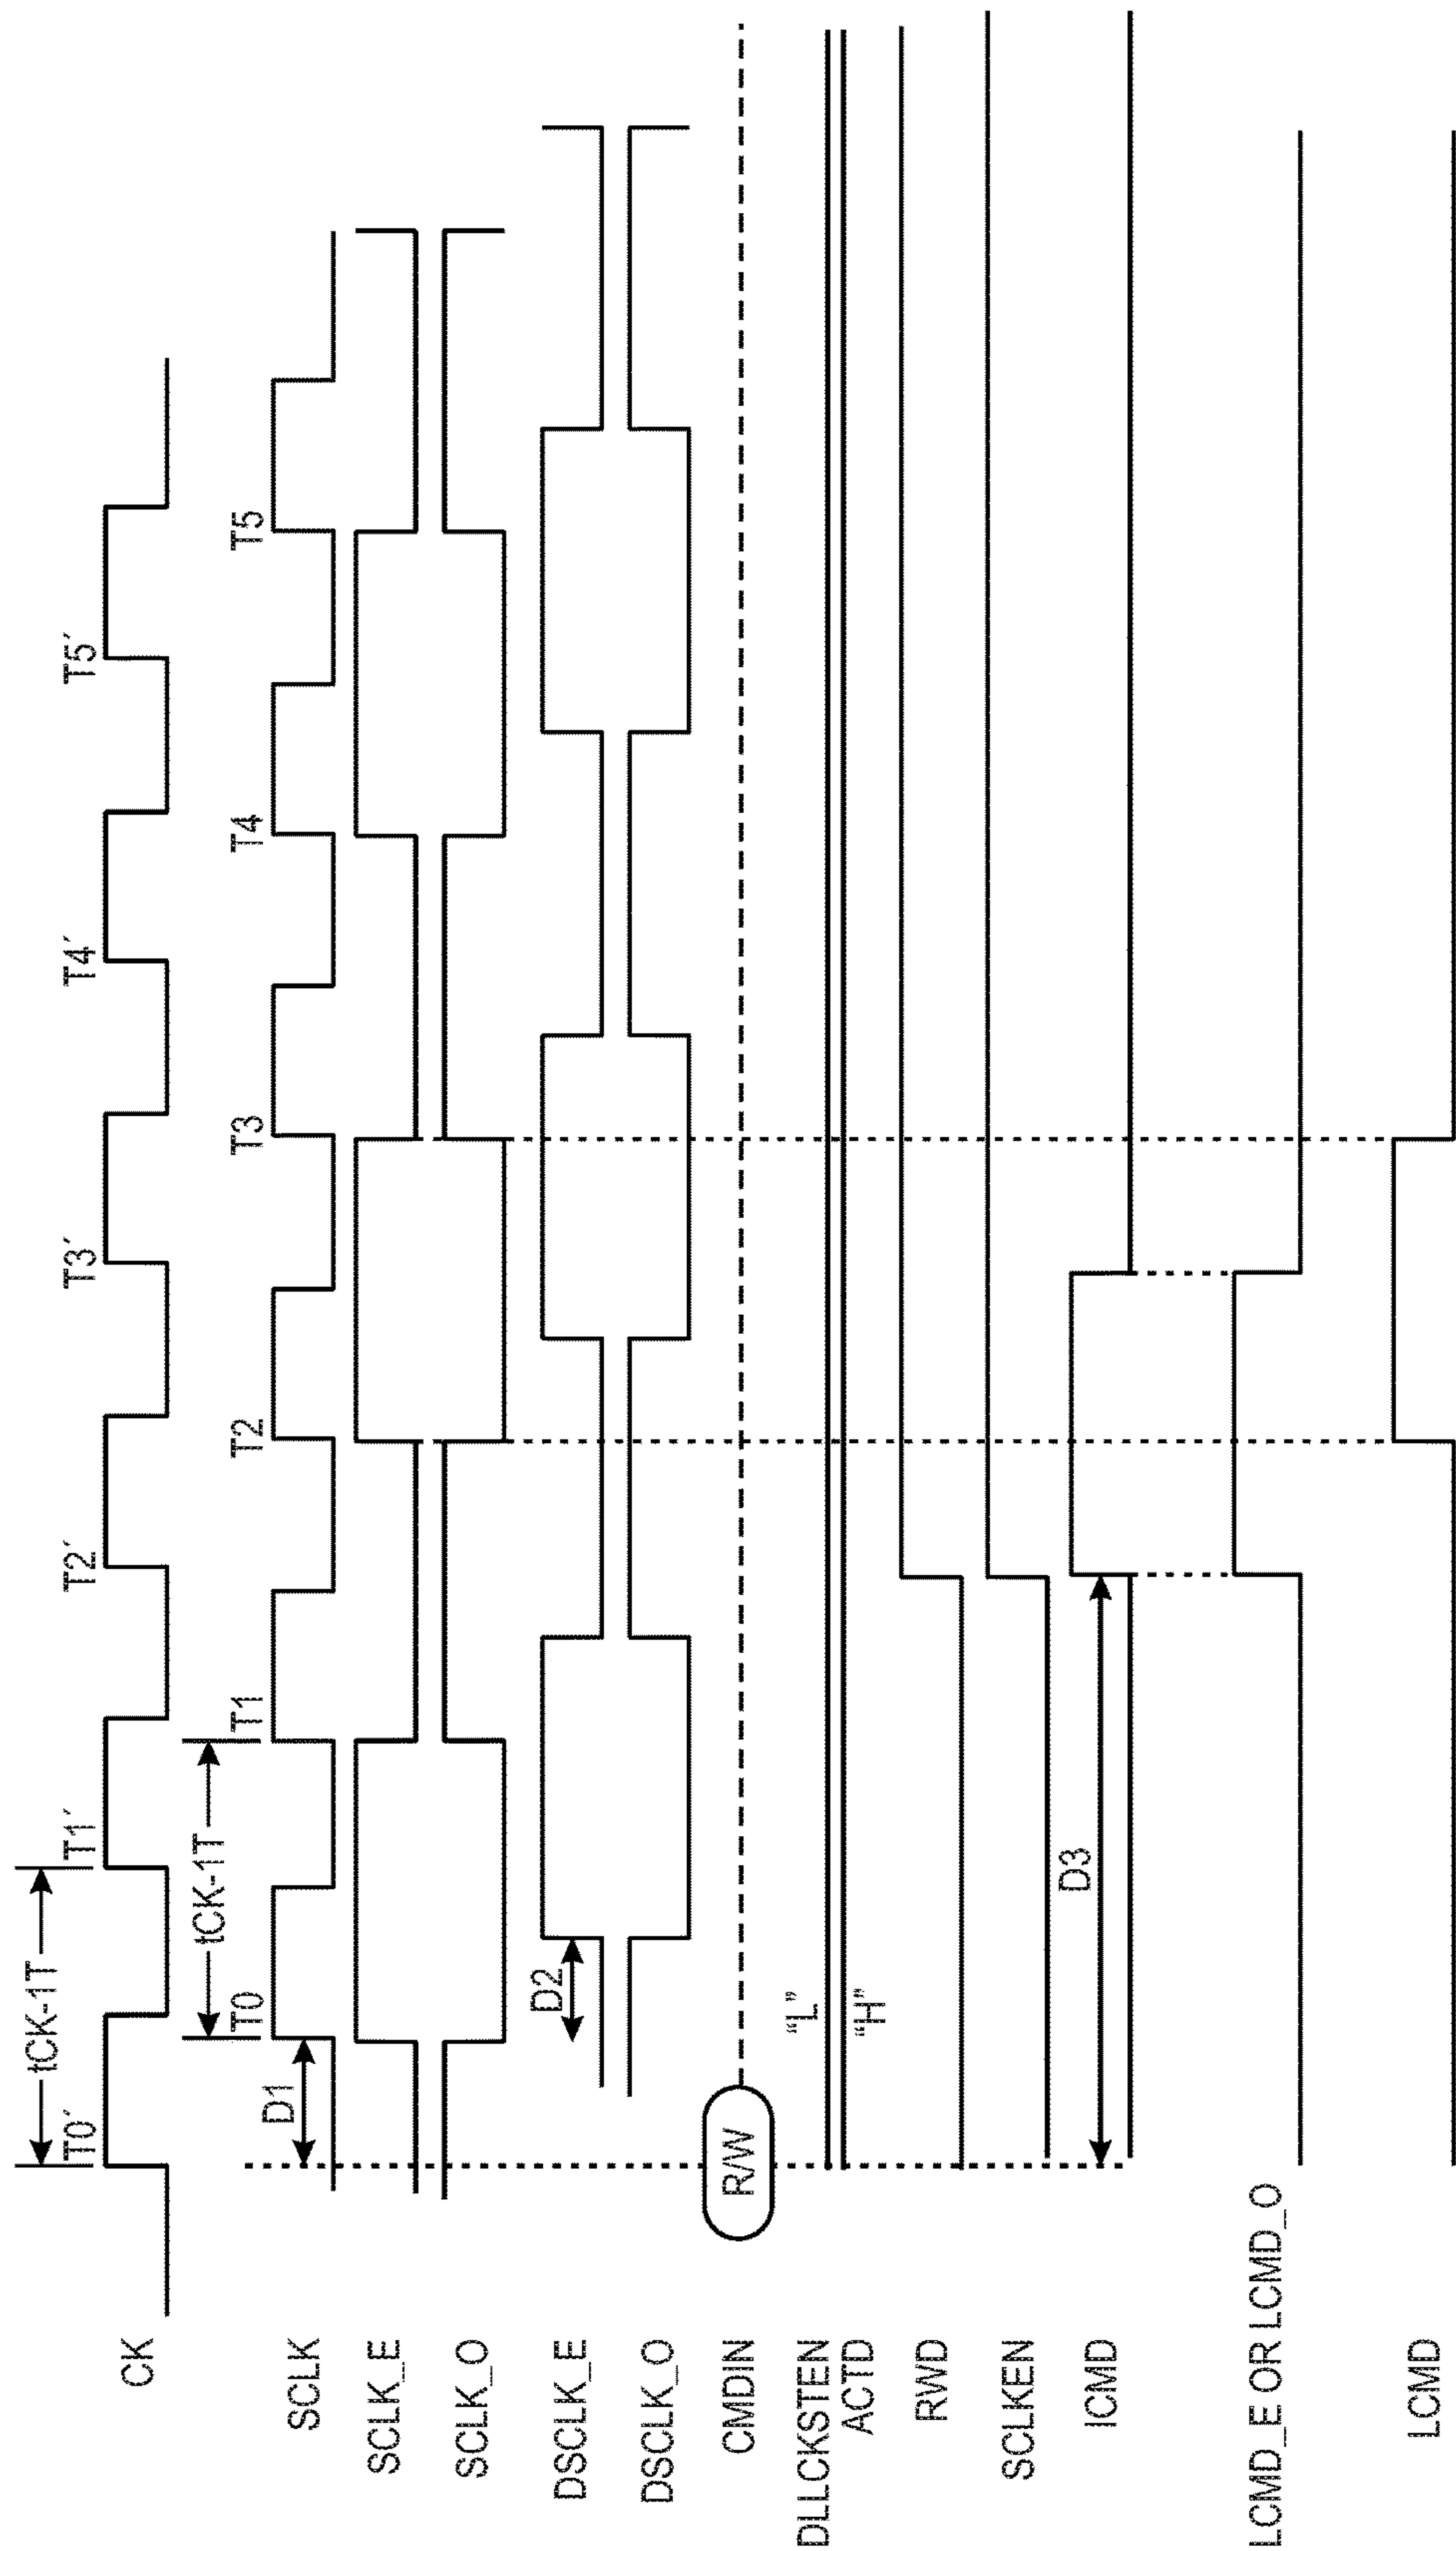 tCK-1T
CK
T0´
T1´
T2´
T3´
T4´
T5´
tCK-1T
D1
SCLK
T0
T1
T2
T3
T4
T5
SCLK_E
SCLK_O
D2
DSCLK_E
DSCLK_O
CMDIN
R/W
DLLCKSTEN
“L”
ACTD
“H”
RWD
SCLKEN
D3
ICMD
LCMD_E OR LCMD_O
LCMD